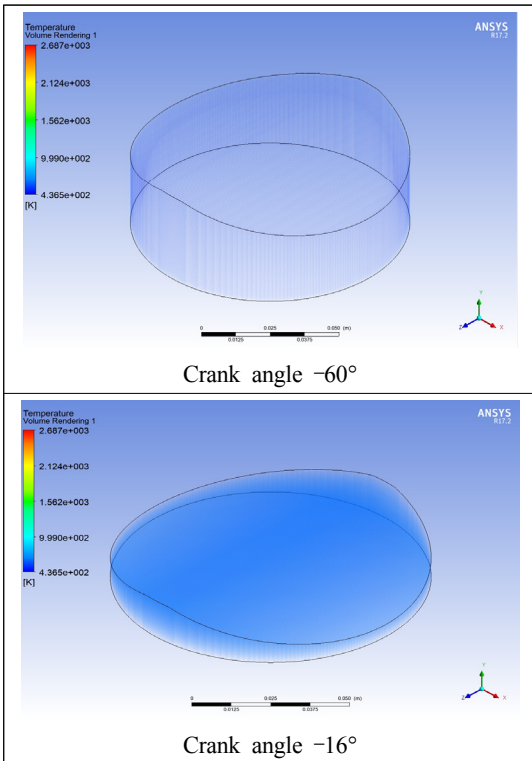 Temperature
Volume Rendering 1
2.687e+003
2.124e+003
1.562e+003
9.990e+002
4.365e+002
[K]
ANSYS
R17.2
Y
Z
X
0 0.025 0.050 (m)
0.0125 0.0375
Crank angle −60°
Temperature
Volume Rendering 1
2.687e+003
2.124e+003
1.562e+003
9.990e+002
4.365e+002
[K]
ANSYS
R17.2
Y
Z
X
0 0.025 0.050 (m)
0.0125 0.0375
Crank angle −16°